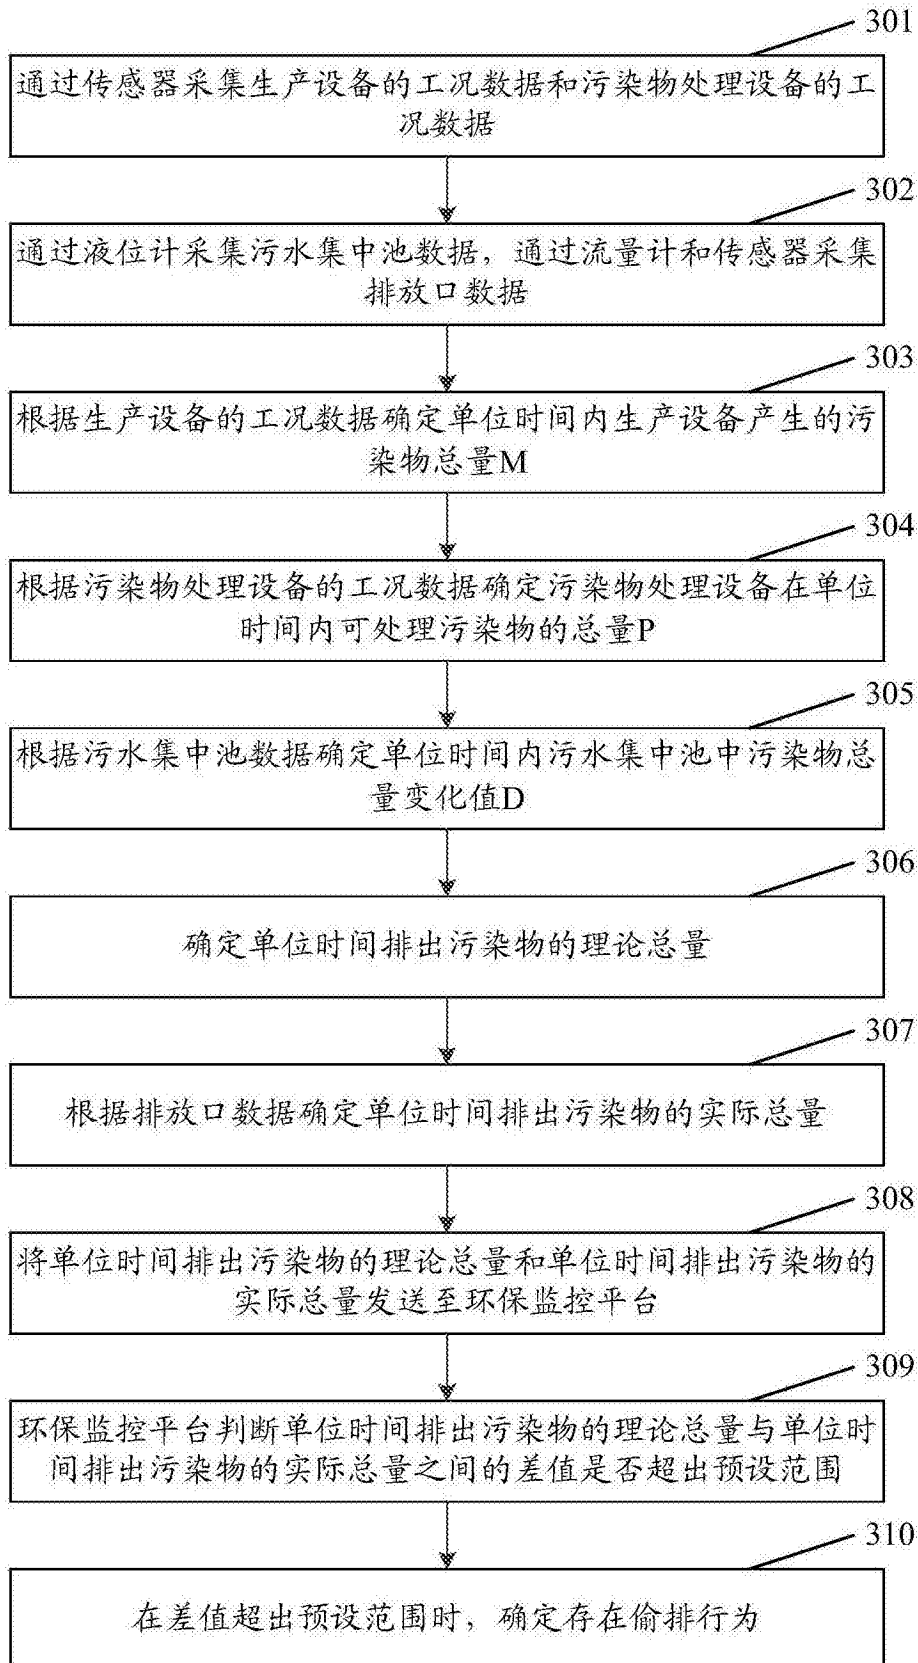 301
通过传感器采集生产设备的工况数据和污染物处理设备的工
况数据
302
通过液位计采集污水集中池数据，通过流量计和传感器采集
排放口数据
303
根据生产设备的工况数据确定单位时间内生产设备产生的污
染物总量M
304
根据污染物处理设备的工况数据确定污染物处理设备在单位
时间内可处理污染物的总量P
305
根据污水集中池数据确定单位时间内污水集中池中污染物总
量变化值D
306
确定单位时间排出污染物的理论总量
307
根据排放口数据确定单位时间排出污染物的实际总量
308
将单位时间排出污染物的理论总量和单位时间排出污染物的
实际总量发送至环保监控平台
309
环保监控平台判断单位时间排出污染物的理论总量与单位时
间排出污染物的实际总量之间的差值是否超出预设范围
310
在差值超出预设范围时，确定存在偷排行为